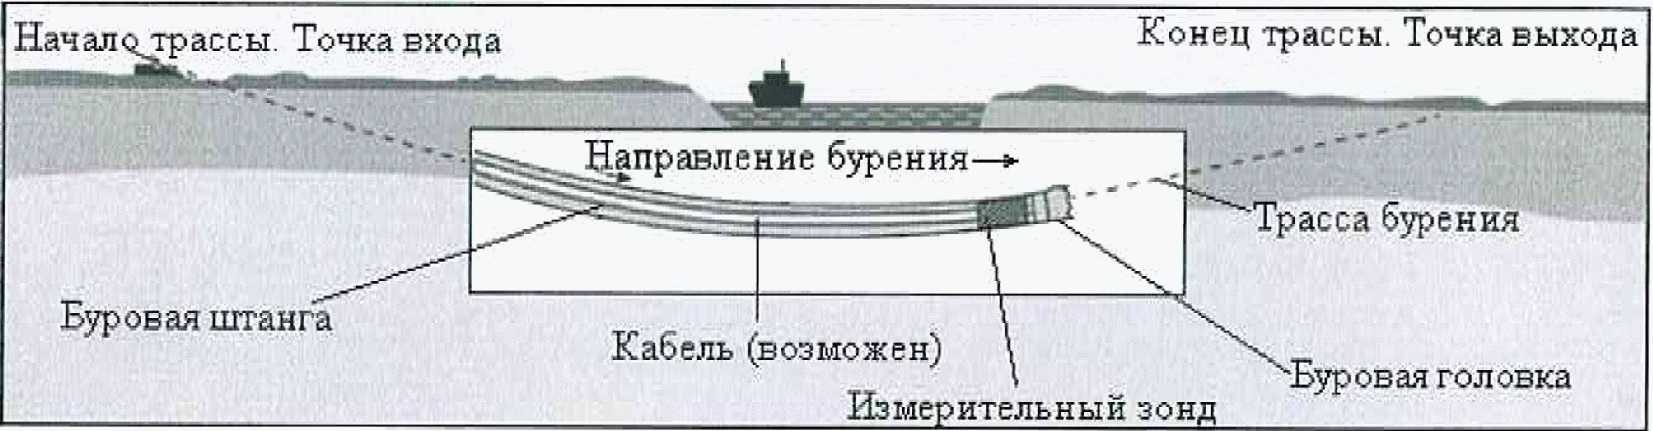 Начало трассы. Точка входа
Конец трассы. Точка выхода
Направление бурения
Трасса бурения
Буровая штанга
Кабель (возможен)
Буровая головка
Измерительный зонд